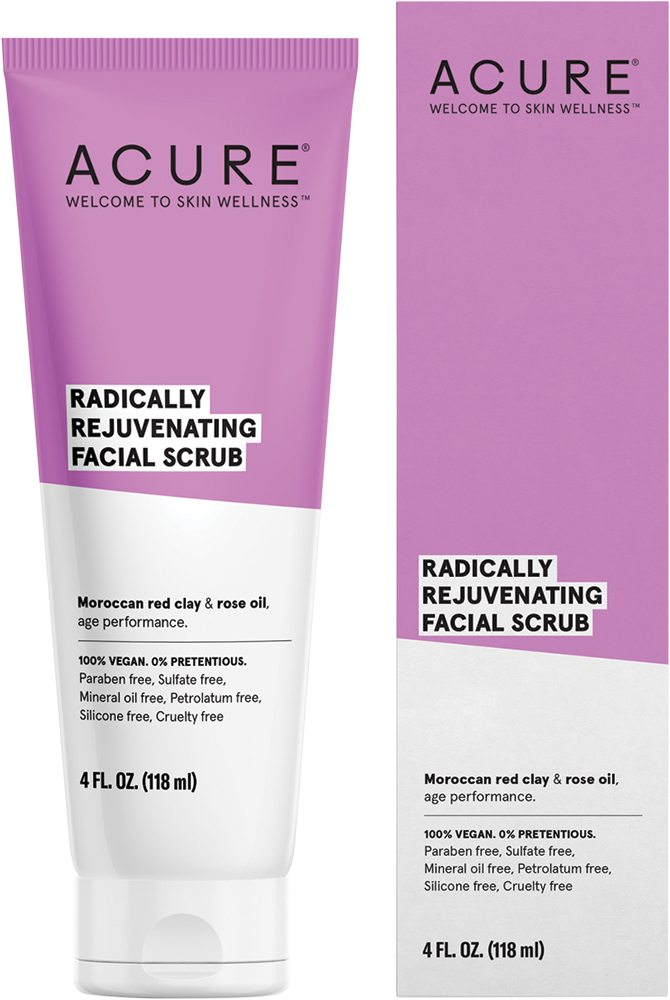 ACURE®
WELCOME TO SKIN WELLNESS™
RADICALLY
REJUVENATING
FACIAL SCRUB
Moroccan red clay & rose oil,
age performance.
100% VEGAN. 0% PRETENTIOUS.
Paraben free, Sulfate free,
Mineral oil free, Petrolatum free,
Silicone free, Cruelty free
4 FL. OZ. (118 ml)
ACURE®
WELCOME TO SKIN WELLNESS™
RADICALLY
REJUVENATING
FACIAL SCRUB
Moroccan red clay & rose oil,
age performance.
100% VEGAN. 0% PRETENTIOUS.
Paraben free, Sulfate free,
Mineral oil free, Petrolatum free,
Silicone free, Cruelty free
4 FL. OZ. (118 ml)